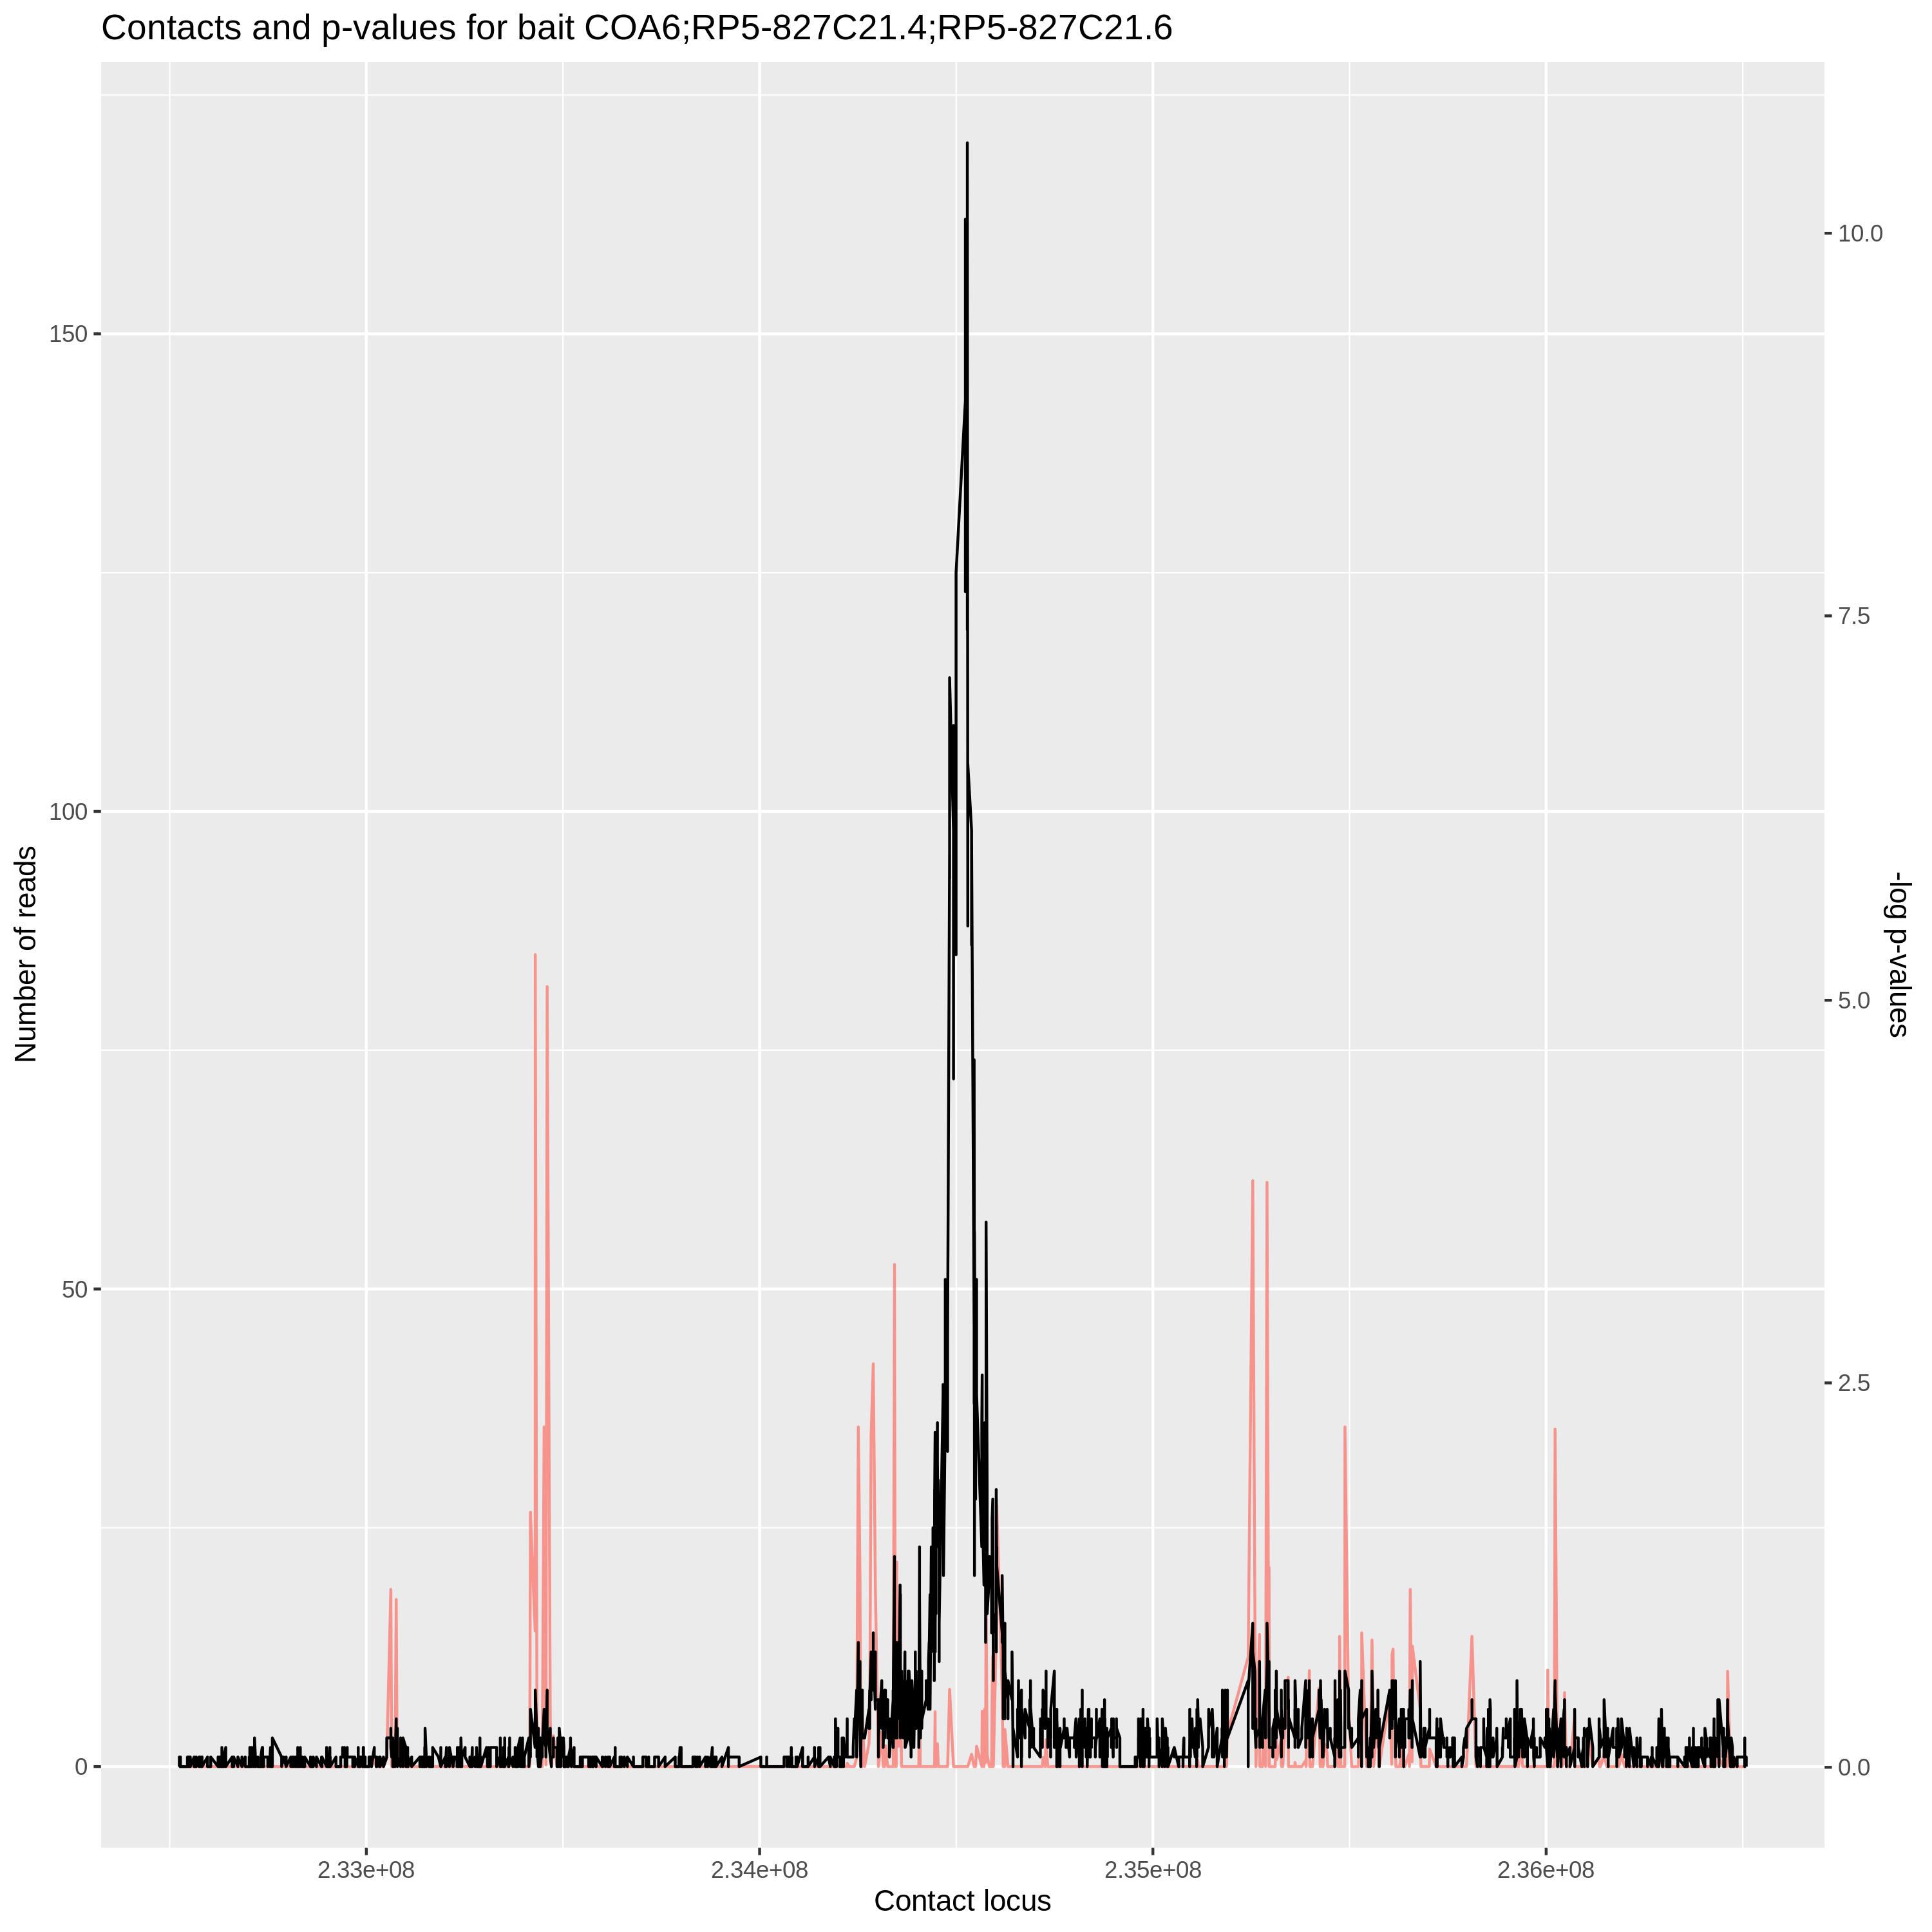 Contacts and p-values for bait COA6;RP5-827C21.4;RP5-827C21.6
150
100
50
0
Number of reads
10.0
7.5
5.0
2.5
0.0
-log p-values
2.33e+08
2.34e+08
2.35e+08
2.36e+08
Contact locus